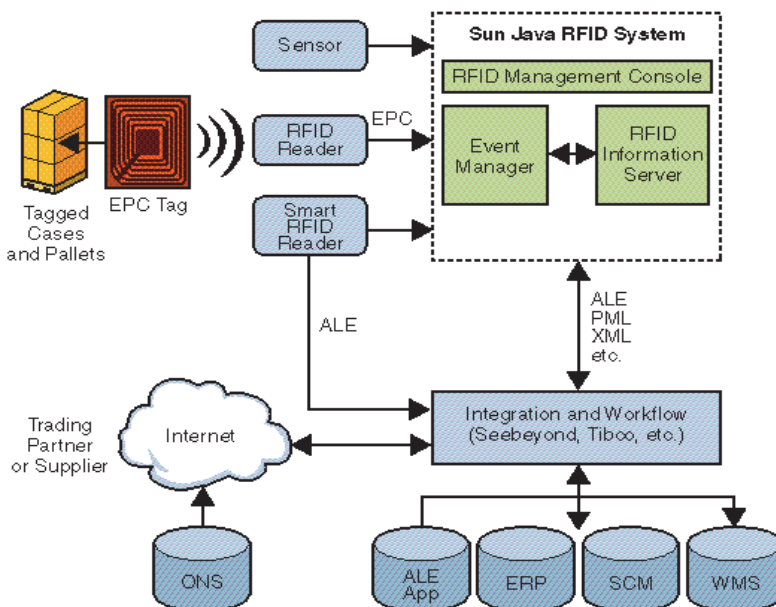 Sensor
Sun Java RFID System
RFID Management Console
EPC
RFID
Reader
Event
Manager
RFID
Information
Server
Tagged
Cases
and Pallets
EPC Tag
Smart
RFID
Reader
ALE
ALE
PML
XML
etc.
Trading
Partner
or Supplier
Internet
Integration and Workflow
(Seebeyond, Tibco, etc.)
ONS
ALE
App
ERP
SCM
WMS